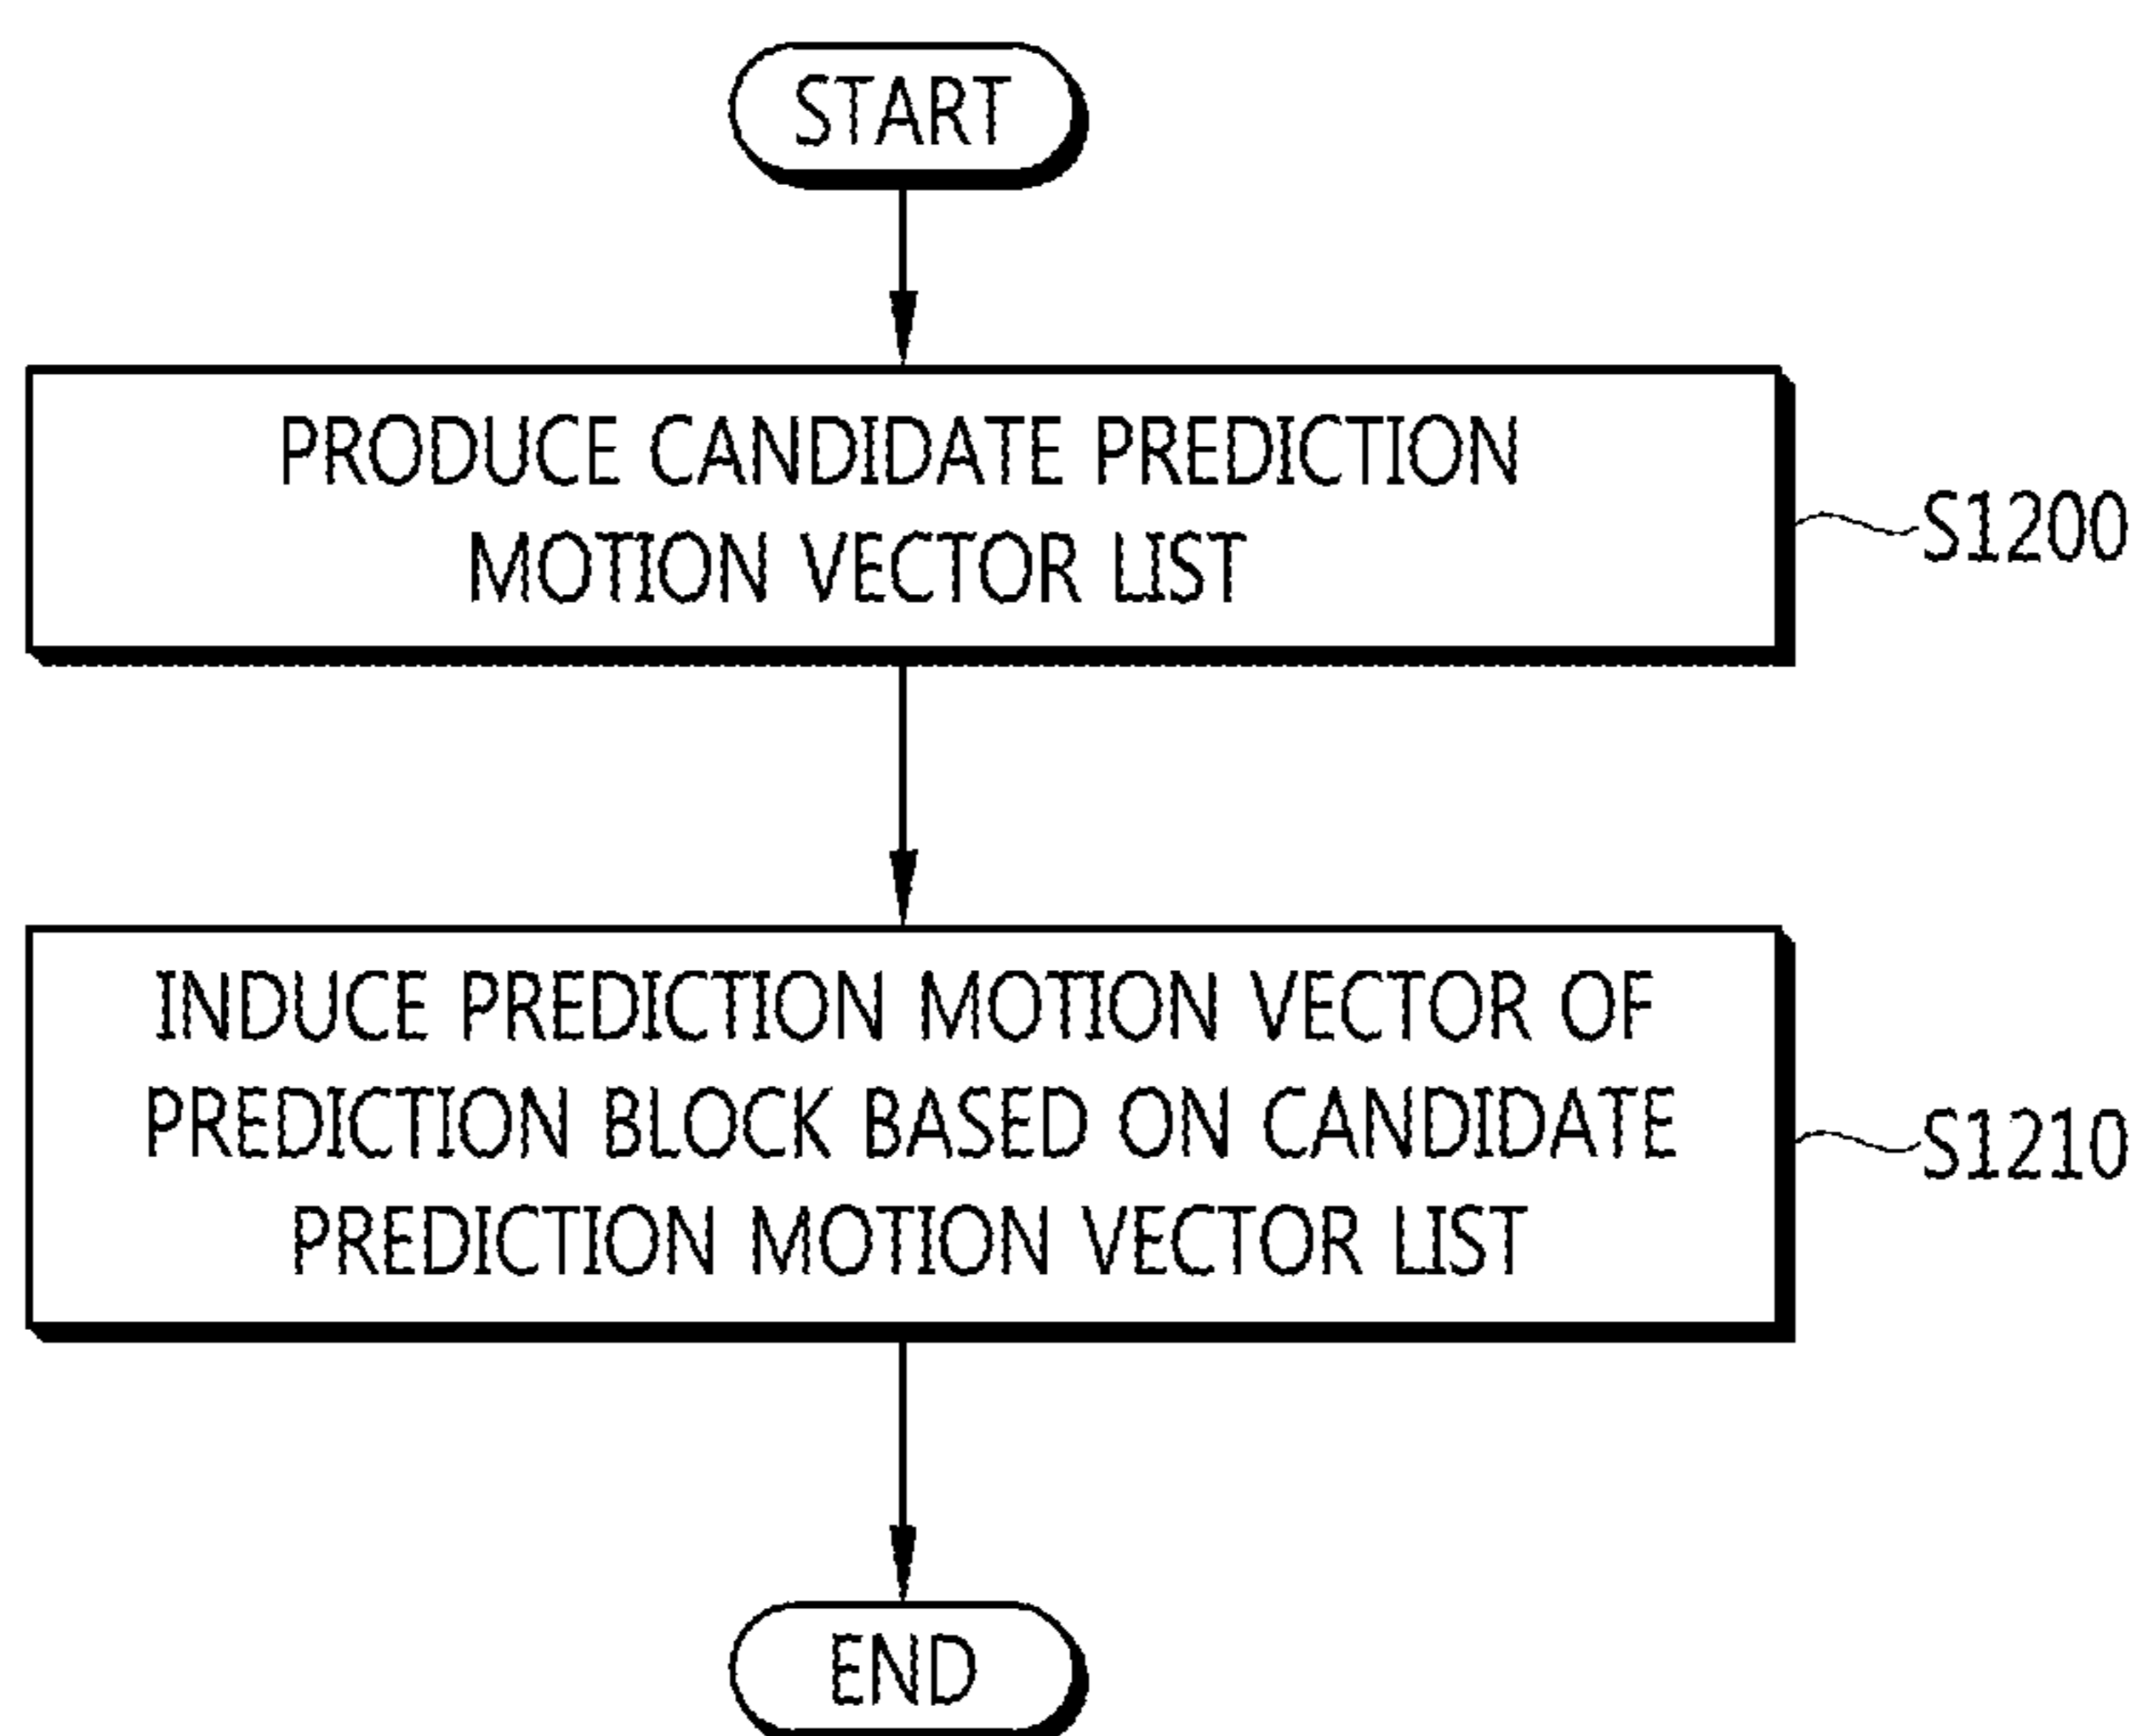 START
PRODUCE CANDIDATE PREDICTION
MOTION VECTOR LIST
S1200
INDUCE PREDICTION MOTION VECTOR OF
PREDICTION BLOCK BASED ON CANDIDATE
PREDICTION MOTION VECTOR LIST
S1210
END